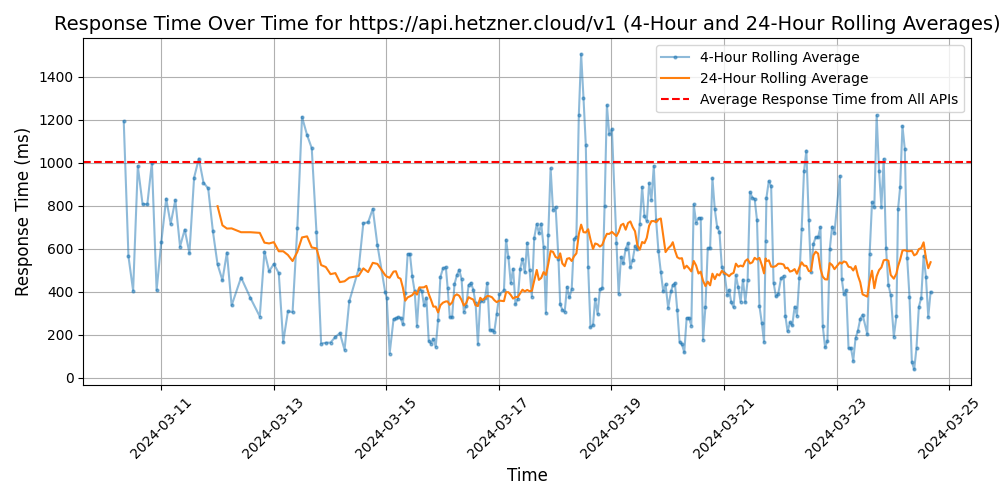 Response Time Over Time for https://api.hetzner.cloud/v1 (4-Hour and 24-Hour Rolling Averages)
4-Hour Rolling Average
24-Hour Rolling Average
Average Response Time from All APIs
Response Time (ms)
1400
1200
1000
800
600
400
200
0
2024-03-11
2024-03-13
2024-03-15
2024-03-17
2024-03-19
2024-03-21
2024-03-23
2024-03-25
Time